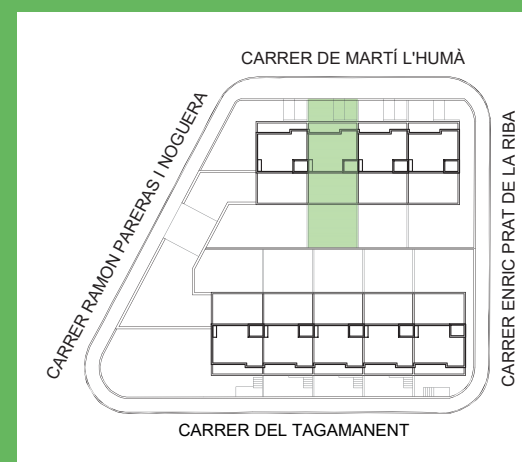 CARRER DE MARTÍ L'HUMÀ
CARRER RAMON PARERAS I NOGUERA
CARRER ENRIC PRAT DE LA RIBA
CARRER DEL TAGAMANENT